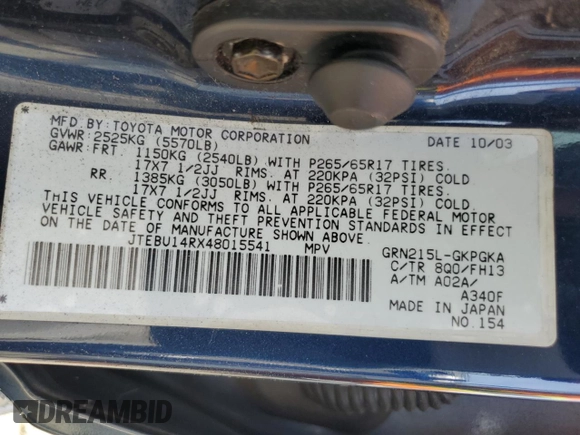 MFD. BY: TOYOTA MOTOR CORPORATION DATE 10/03
GVWR: 2525KG (5570LB)
GAWR: FRT. 1150KG (2540LB) WITH P265/65R17 TIRES.
17X7 1/2JJ RIMS. AT 220KPA (32PSI) COLD
RR. 1385KG (3050LB) WITH P265/65R17 TIRES.
17X7 1/2JJ RIMS. AT 220KPA (32PSI) COLD
THIS VEHICLE CONFORMS TO ALL APPLICABLE FEDERAL MOTOR
VEHICLE SAFETY AND THEFT PREVENTION STANDARDS IN EFFECT
ON THE DATE OF MANUFACTURE SHOWN ABOVE.
JTEBU14RX48015541 MPV GRN215L-GKPGKA
C/TR 8Q0/FH13
A/TM A02A/
A340F
MADE IN JAPAN
NO. 154
DREAMBID